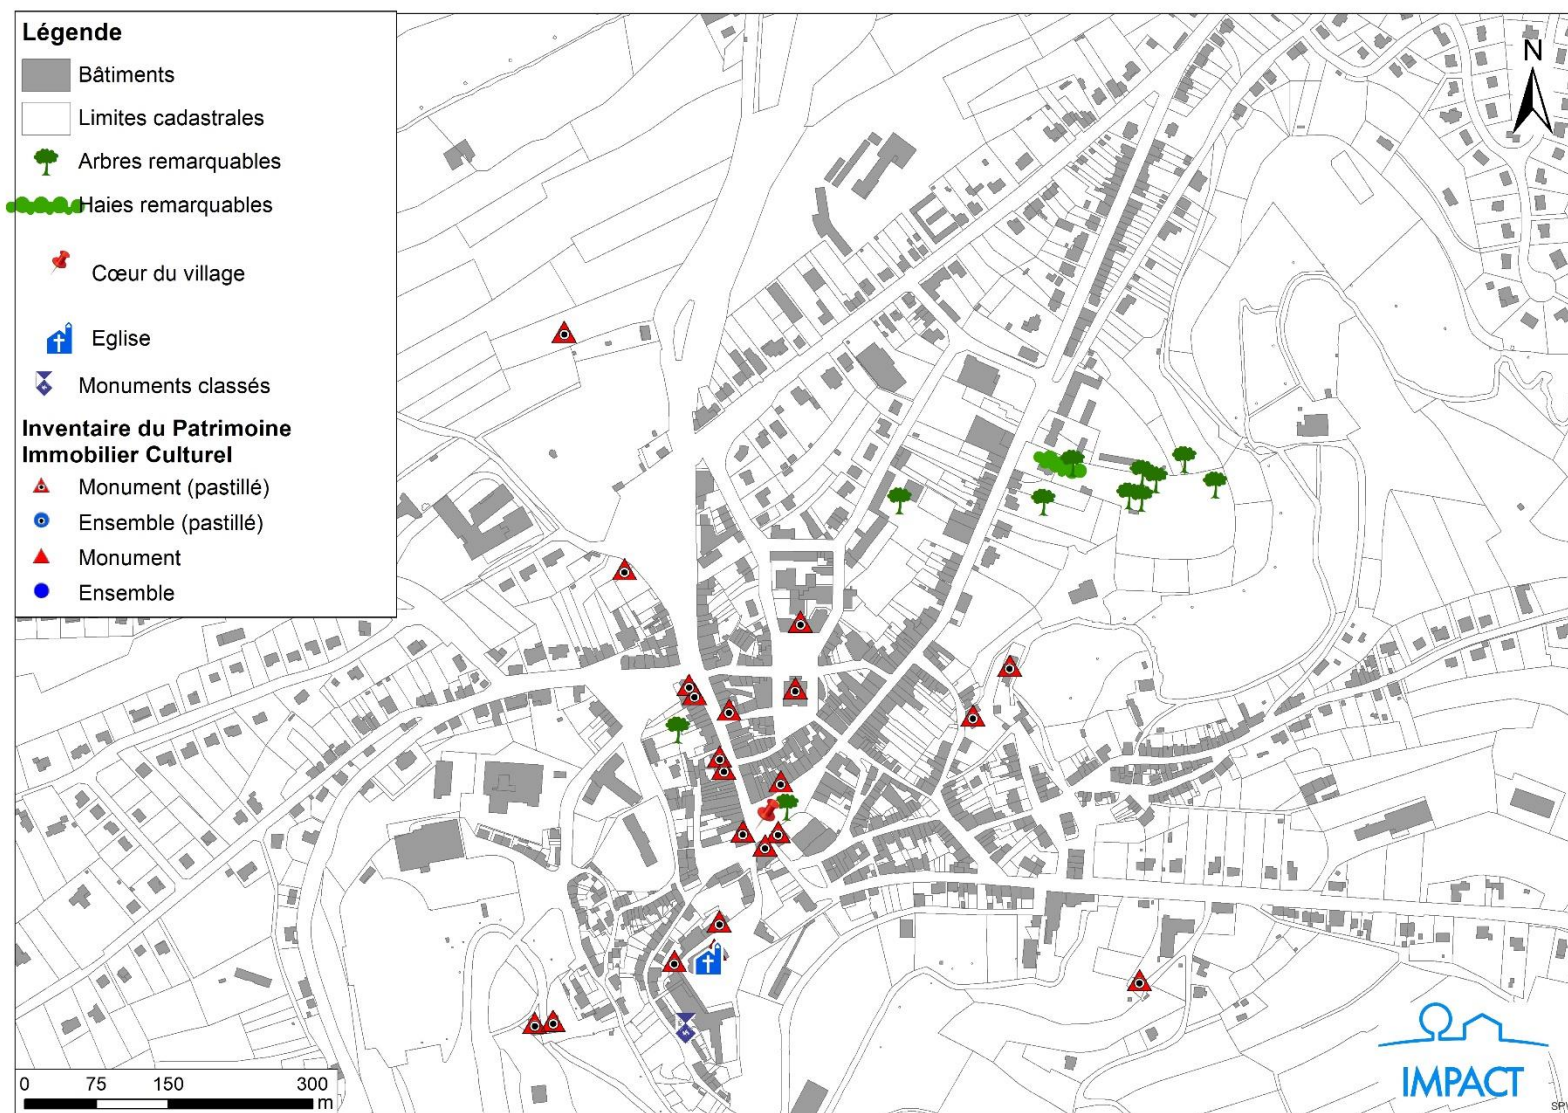 Légende
Bâtiments
Limites cadastrales
Arbres remarquables
Haies remarquables
Cœur du village
Eglise
Monuments classés
Inventaire du Patrimoine
Immobilier Culturel
Monument (pastillé)
Ensemble (pastillé)
Monument
Ensemble
N
0 75 150 300
m
IMPACT